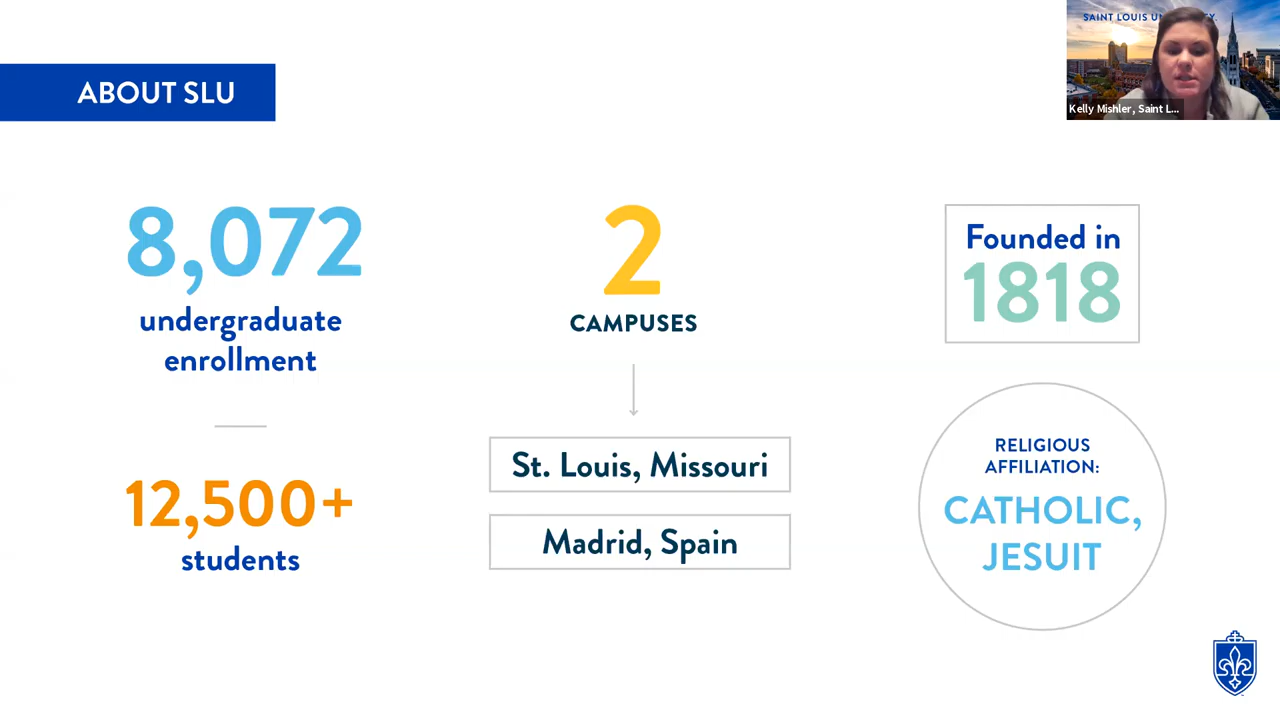 SAINT LOUIS
Kelly Mishler, Saint L...
ABOUT SLU
8,072
undergraduate
enrollment
12,500+
students
2
CAMPUSES
St. Louis, Missouri
Madrid, Spain
Founded in
1818
RELIGIOUS
AFFILIATION:
CATHOLIC,
JESUIT